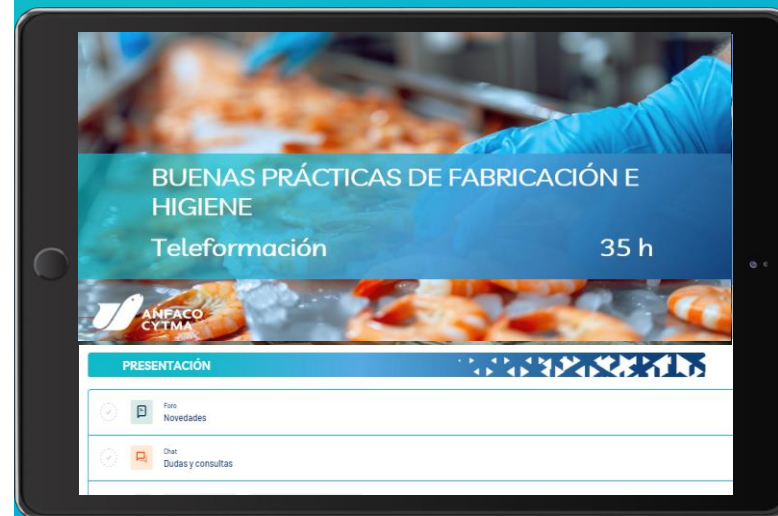 BUENAS PRÁCTICAS DE FABRICACIÓN E
HIGIENE
Teleformación 35 h
ANFACO
CYTMA
PRESENTACIÓN
Foro
Novedades
Chat
Dudas y consultas